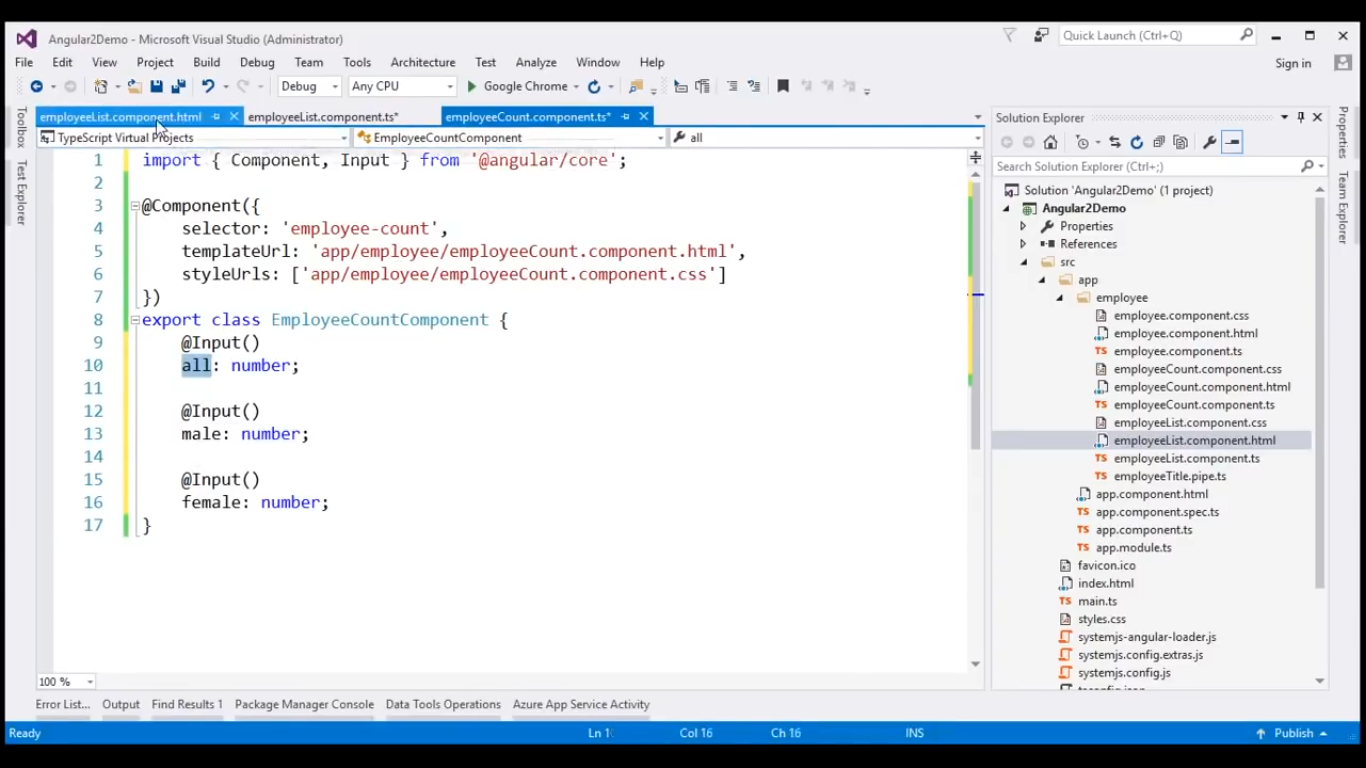 Angular2Demo - Microsoft Visual Studio (Administrator)
Quick Launch (Ctrl+Q)
File Edit View Project Build Debug Team Tools Architecture Test Analyze Window Help
Sign in
Debug Any CPU Google Chrome
employeeList.component.html employeeList.component.ts* employeeCount.component.ts*
TypeScript Virtual Projects EmployeeCountComponent all
Toolbox
Test Explorer
1 import { Component, Input } from '@angular/core';
2
3 @Component({
4 selector: 'employee-count',
5 templateUrl: 'app/employee/employeeCount.component.html',
6 styleUrls: ['app/employee/employeeCount.component.css']
7 })
8 export class EmployeeCountComponent {
9 @Input()
10 all: number;
11
12 @Input()
13 male: number;
14
15 @Input()
16 female: number;
17 }
100 %
Solution Explorer
Search Solution Explorer (Ctrl+;)
Solution 'Angular2Demo' (1 project)
Angular2Demo
Properties
References
src
app
employee
employee.component.css
employee.component.html
employee.component.ts
employeeCount.component.css
employeeCount.component.html
employeeCount.component.ts
employeeList.component.css
employeeList.component.html
employeeList.component.ts
employeeTitle.pipe.ts
app.component.html
app.component.spec.ts
app.component.ts
app.module.ts
favicon.ico
index.html
main.ts
styles.css
systemjs-angular-loader.js
systemjs.config.extras.js
systemjs.config.js
Properties
Team Explorer
Error List... Output Find Results 1 Package Manager Console Data Tools Operations Azure App Service Activity
Ready Col 16 Ch 16 INS Publish